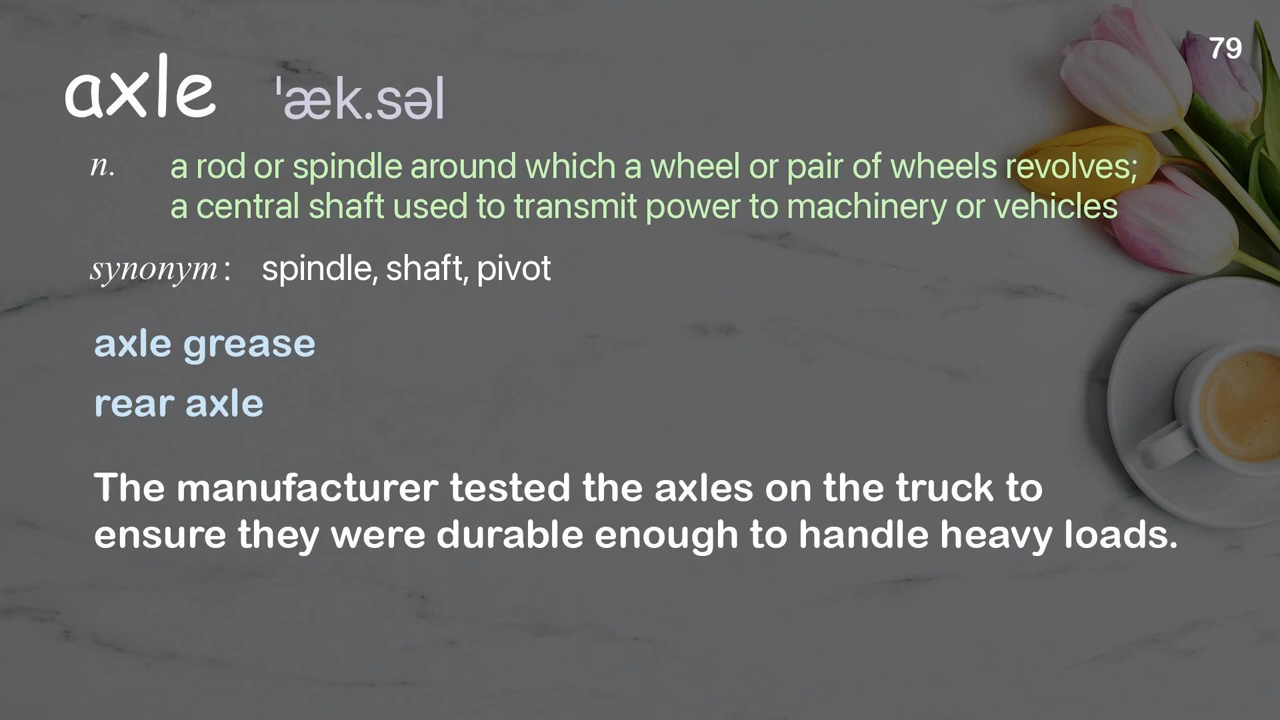 79
axle ˈæk.səl
n. a rod or spindle around which a wheel or pair of wheels revolves;
a central shaft used to transmit power to machinery or vehicles
synonym : spindle, shaft, pivot
axle grease
rear axle
The manufacturer tested the axles on the truck to
ensure they were durable enough to handle heavy loads.